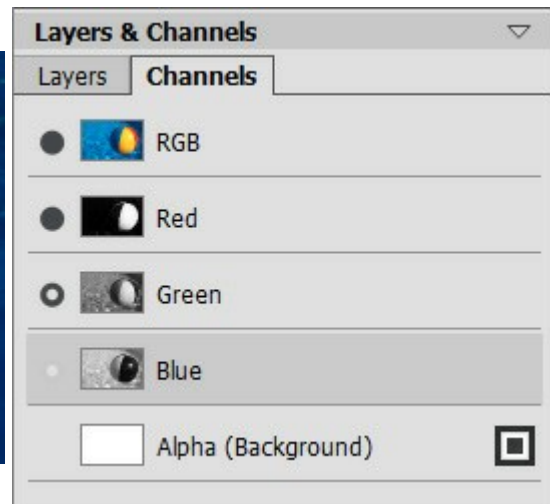 Layers & Channels
Layers Channels
RGB
Red
Green
Blue
Alpha (Background)